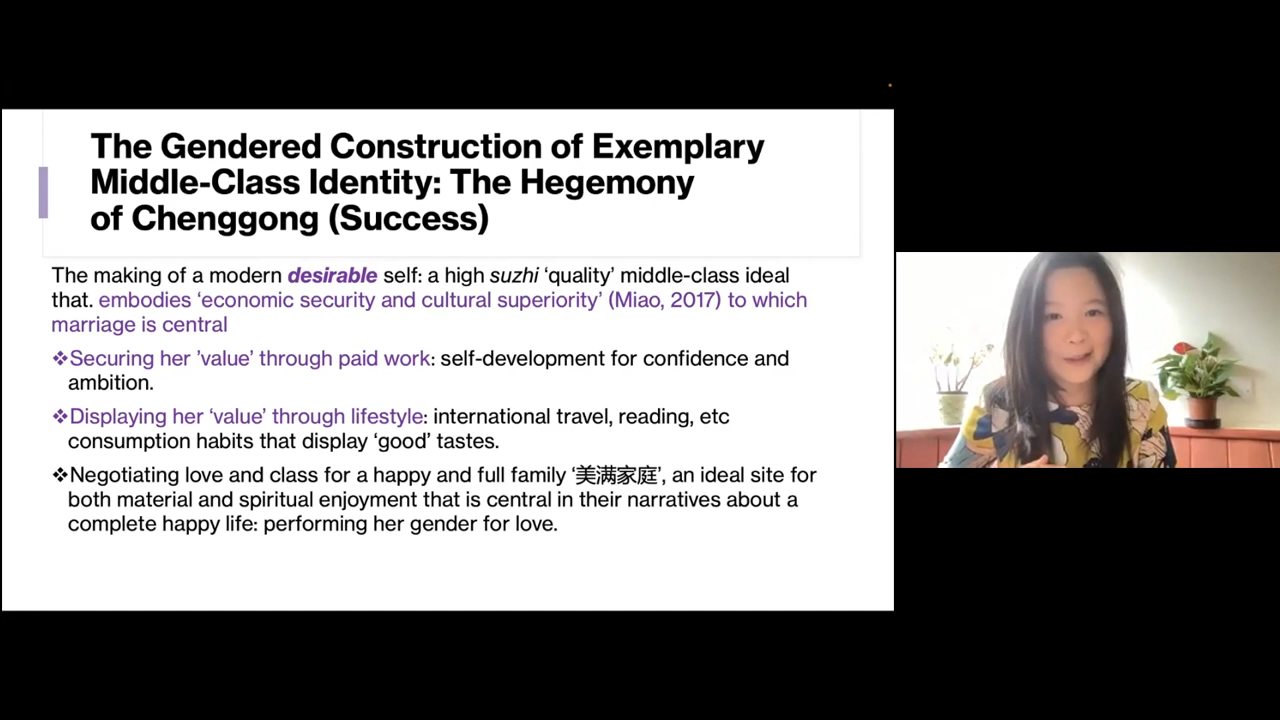 The Gendered Construction of Exemplary
Middle-Class Identity: The Hegemony
of Chenggong (Success)
The making of a modern desirable self: a high suzhi ‘quality’ middle-class ideal
that. embodies ‘economic security and cultural superiority’ (Miao, 2017) to which
marriage is central
❖Securing her ’value’ through paid work: self-development for confidence and
ambition.
❖Displaying her ‘value’ through lifestyle: international travel, reading, etc
consumption habits that display ‘good’ tastes.
❖Negotiating love and class for a happy and full family ‘美满家庭’, an ideal site for
both material and spiritual enjoyment that is central in their narratives about a
complete happy life: performing her gender for love.